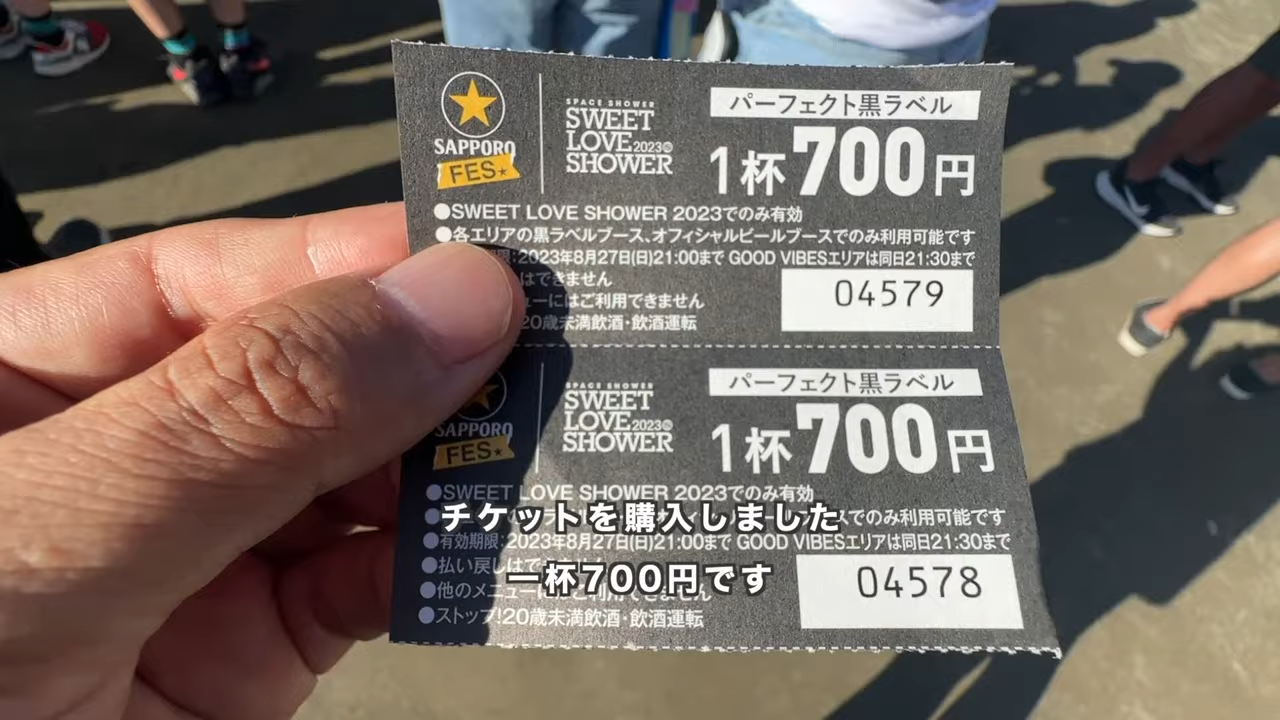 SAPPORO
FES★
SPACE SHOWER
SWEET
LOVE 2023
SHOWER
パーフェクト黒ラベル
1杯700円
●SWEET LOVE SHOWER 2023でのみ有効
●各エリアの黒ラベルブース、オフィシャルビールブースでのみ利用可能です
限:2023年8月27日(日)21:00まで GOOD VIBESエリアは同日21:30まで
はできません
ューにはご利用できません
20歳未満飲酒・飲酒運転
04579
SAPPORO
FES★
SPACE SHOWER
SWEET
LOVE 2023
SHOWER
パーフェクト黒ラベル
1杯700円
●SWEET LOVE SHOWER 2023でのみ有効
スでのみ利用可能です
●有効期限:2023年8月27日(日)21:00まで GOOD VIBESエリアは同日21:30まで
●払い戻しはで
●他のメニュー にはご利用できません
●ストップ!20歳未満飲酒・飲酒運転
04578
チケットを購入しました
一杯700円です